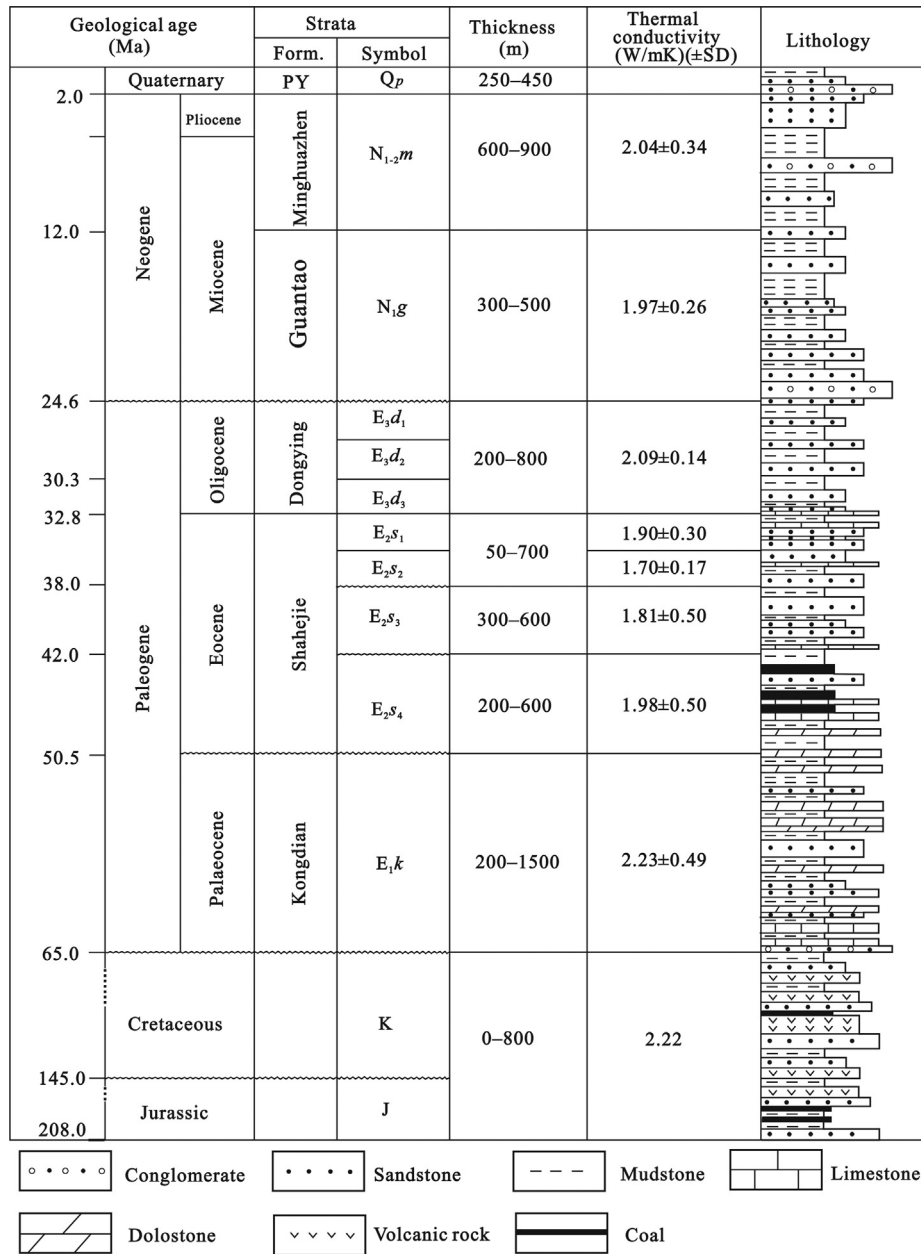 Geological age
(Ma)
Strata
Form.
Symbol
Thickness
(m)
Thermal
conductivity
(W/mK)(±SD)
Lithology
Quaternary
PY
Qp
250–450
2.0
Neogene
Pliocene
Minghuazhen
N1-2m
600–900
2.04±0.34
12.0
Miocene
Guantao
N1g
300–500
1.97±0.26
24.6
Paleogene
Oligocene
Dongying
E3d1
E3d2
200–800
2.09±0.14
30.3
E3d3
32.8
Eocene
Shahejie
E2s1
50–700
1.90±0.30
E2s2
1.70±0.17
38.0
E2s3
300–600
1.81±0.50
42.0
E2s4
200–600
1.98±0.50
50.5
Palaeocene
Kongdian
E1k
200–1500
2.23±0.49
65.0
Cretaceous
K
0–800
2.22
145.0
Jurassic
J
208.0
Conglomerate
Sandstone
Mudstone
Limestone
Dolostone
Volcanic rock
Coal